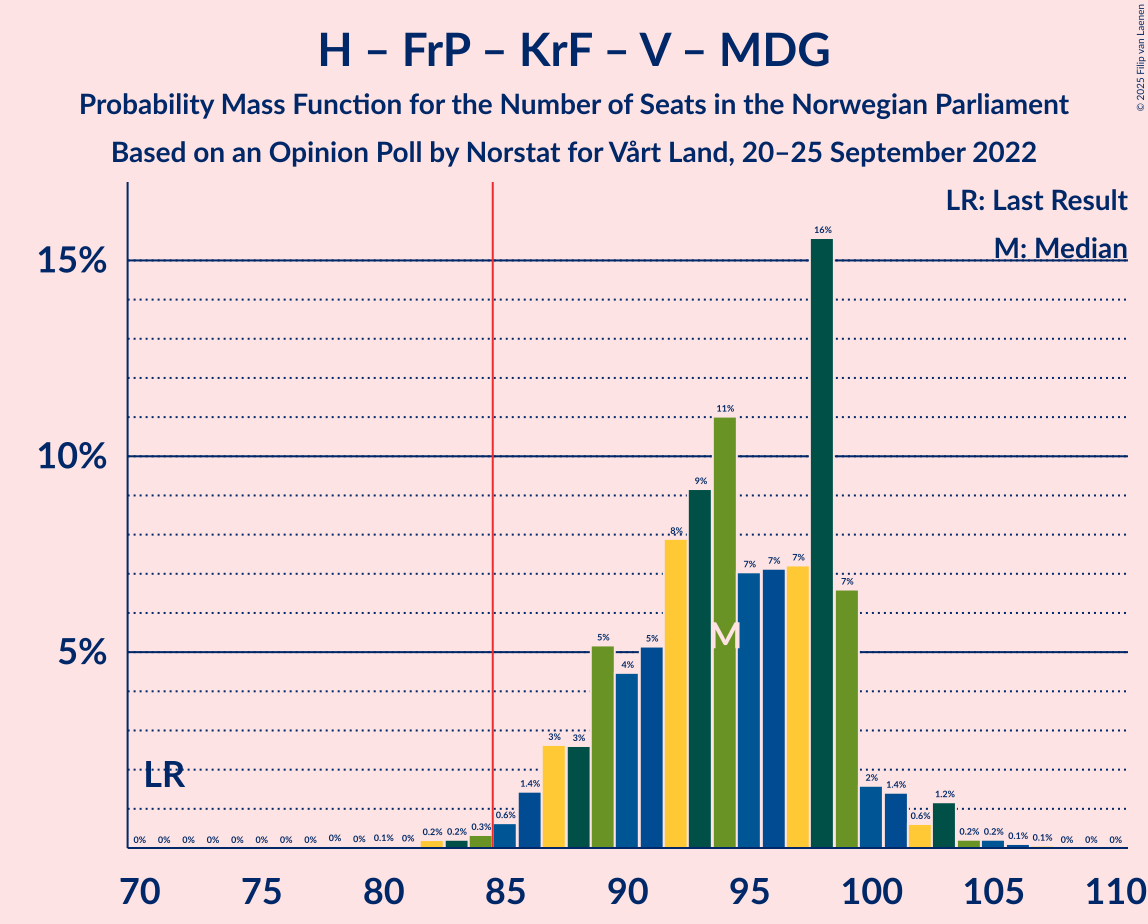 H – FrP – KrF – V – MDG
Probability Mass Function for the Number of Seats in the Norwegian Parliament
Based on an Opinion Poll by Norstat for Vårt Land, 20–25 September 2022
© 2025 Filip van Laenen
LR: Last Result
M: Median
15%
10%
5%
LR
M
0% 0% 0% 0% 0% 0% 0% 0% 0% 0% 0.1% 0% 0.2% 0.2% 0.3% 0.6% 1.4% 3% 3% 5% 4% 5% 8% 9% 11% 7% 7% 7% 16% 7% 2% 1.4% 0.6% 1.2% 0.2% 0.2% 0.1% 0.1% 0% 0% 0%
70 75 80 85 90 95 100 105 110